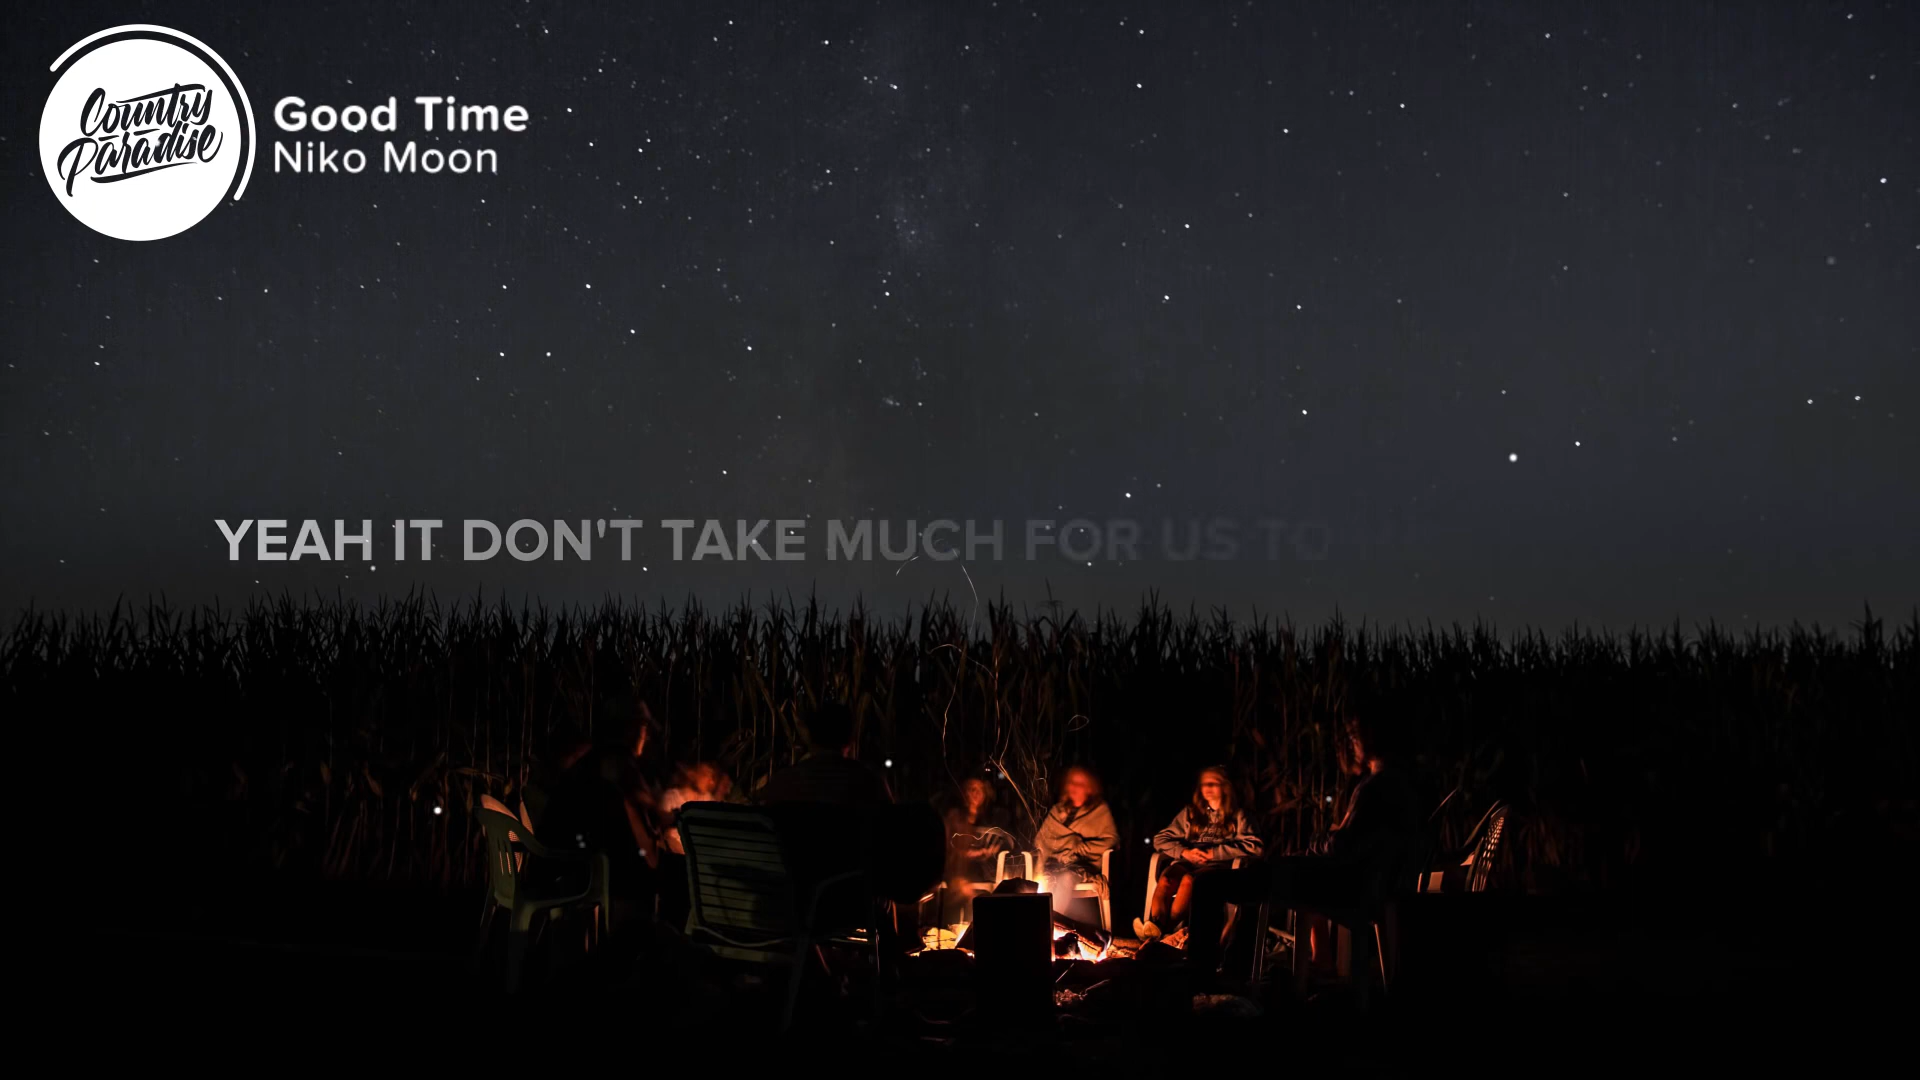 Country
Paradise
Good Time
Niko Moon
YEAH IT DON'T TAKE MUCH FOR US TO